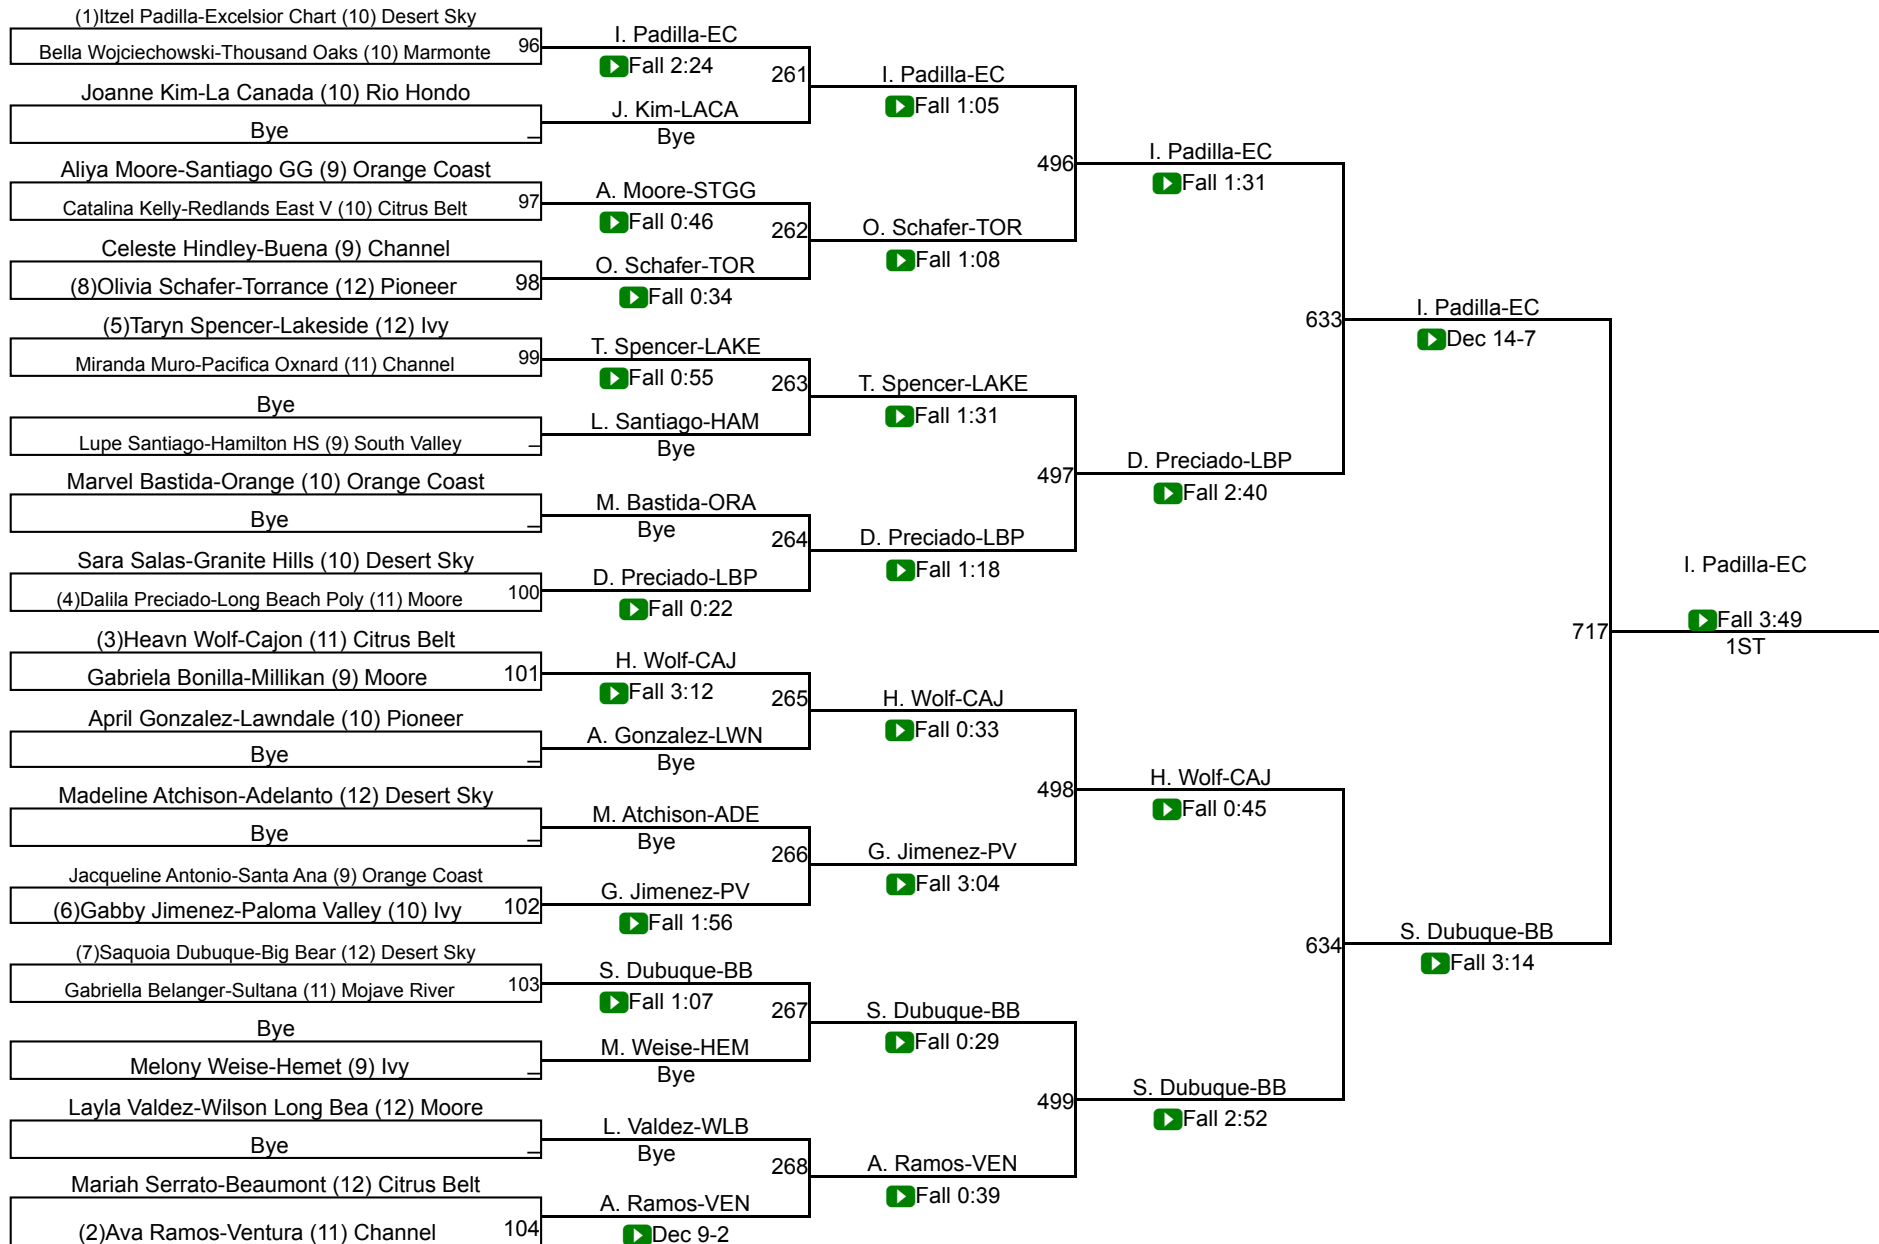 (1)Itzel Padilla-Excelsior Chart (10) Desert Sky
Bella Wojciechowski-Thousand Oaks (10) Marmonte 96
Joanne Kim-La Canada (10) Rio Hondo
Bye _
Aliya Moore-Santiago GG (9) Orange Coast
Catalina Kelly-Redlands East V (10) Citrus Belt 97
Celeste Hindley-Buena (9) Channel
(8)Olivia Schafer-Torrance (12) Pioneer 98
(5)Taryn Spencer-Lakeside (12) Ivy
Miranda Muro-Pacifica Oxnard (11) Channel 99
Bye
Lupe Santiago-Hamilton HS (9) South Valley _
Marvel Bastida-Orange (10) Orange Coast
Bye _
Sara Salas-Granite Hills (10) Desert Sky
(4)Dalila Preciado-Long Beach Poly (11) Moore 100
(3)Heavn Wolf-Cajon (11) Citrus Belt
Gabriela Bonilla-Millikan (9) Moore 101
April Gonzalez-Lawndale (10) Pioneer
Bye _
Madeline Atchison-Adelanto (12) Desert Sky
Bye _
Jacqueline Antonio-Santa Ana (9) Orange Coast
(6)Gabby Jimenez-Paloma Valley (10) Ivy 102
(7)Saquoia Dubuque-Big Bear (12) Desert Sky
Gabriella Belanger-Sultana (11) Mojave River 103
Bye
Melony Weise-Hemet (9) Ivy _
Layla Valdez-Wilson Long Bea (12) Moore
Bye _
Mariah Serrato-Beaumont (12) Citrus Belt
(2)Ava Ramos-Ventura (11) Channel 104
I. Padilla-EC
Fall 2:24
261
J. Kim-LACA
Bye
A. Moore-STGG
Fall 0:46
262
O. Schafer-TOR
Fall 0:34
T. Spencer-LAKE
Fall 0:55
263
L. Santiago-HAM
Bye
M. Bastida-ORA
Bye
264
D. Preciado-LBP
Fall 0:22
H. Wolf-CAJ
Fall 3:12
265
A. Gonzalez-LWN
Bye
M. Atchison-ADE
Bye
266
G. Jimenez-PV
Fall 1:56
S. Dubuque-BB
Fall 1:07
267
M. Weise-HEM
Bye
L. Valdez-WLB
Bye
268
A. Ramos-VEN
Dec 9-2
I. Padilla-EC
Fall 1:05
496
O. Schafer-TOR
Fall 1:08
T. Spencer-LAKE
Fall 1:31
497
D. Preciado-LBP
Fall 1:18
H. Wolf-CAJ
Fall 0:33
498
G. Jimenez-PV
Fall 3:04
S. Dubuque-BB
Fall 0:29
499
A. Ramos-VEN
Fall 0:39
I. Padilla-EC
Fall 1:31
633
D. Preciado-LBP
Fall 2:40
H. Wolf-CAJ
Fall 0:45
634
S. Dubuque-BB
Fall 2:52
I. Padilla-EC
Dec 14-7
717
S. Dubuque-BB
Fall 3:14
I. Padilla-EC
Fall 3:49
1ST